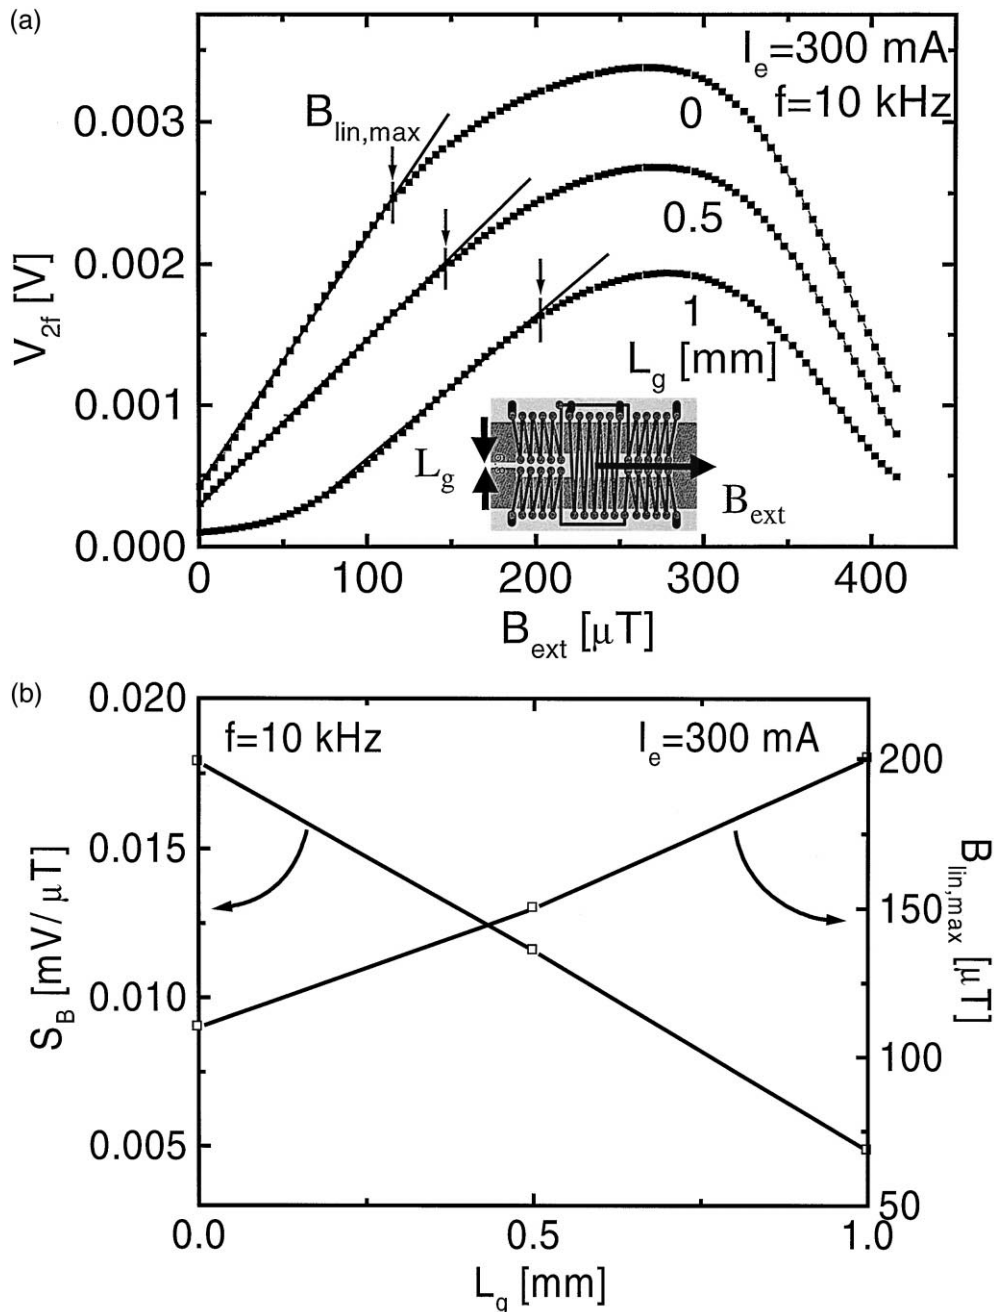 (a)
I_e=300 mA
f=10 kHz
B_lin,max
0
0.5
1
L_g [mm]
L_g
B_ext
V_2f [V]
0.003
0.002
0.001
0.000
0 100 200 300 400
B_ext [μT]
(b)
f=10 kHz
I_e=300 mA
S_B [mV/μT]
0.020
0.015
0.010
0.005
B_lin,max [μT]
200
150
100
50
0.0 0.5 1.0
L_g [mm]